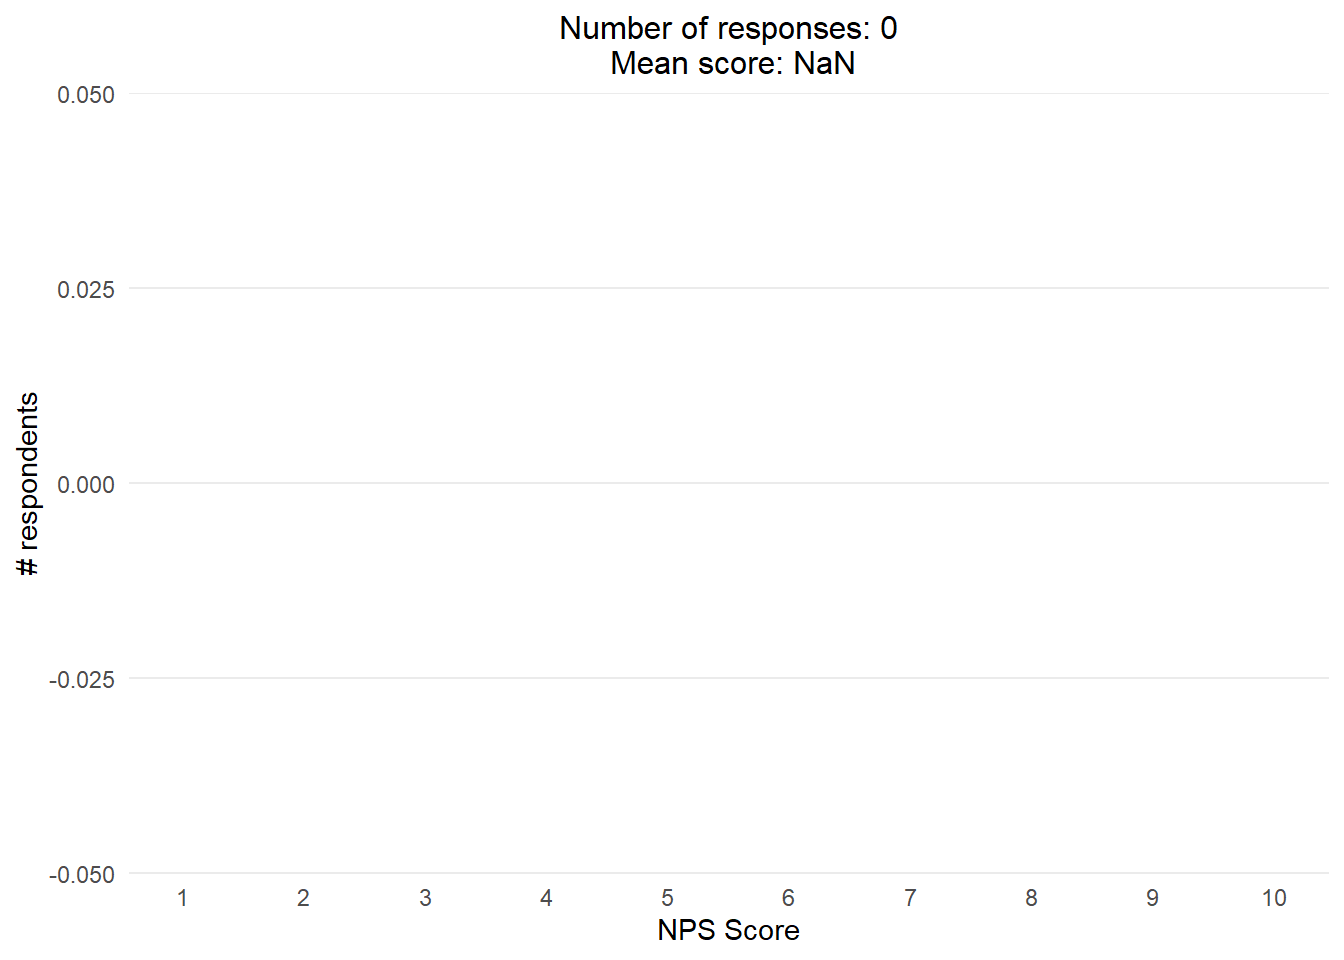 Number of responses: 0
Mean score: NaN
0.050
0.025
0.000
-0.025
-0.050
# respondents
1 2 3 4 5 6 7 8 9 10
NPS Score